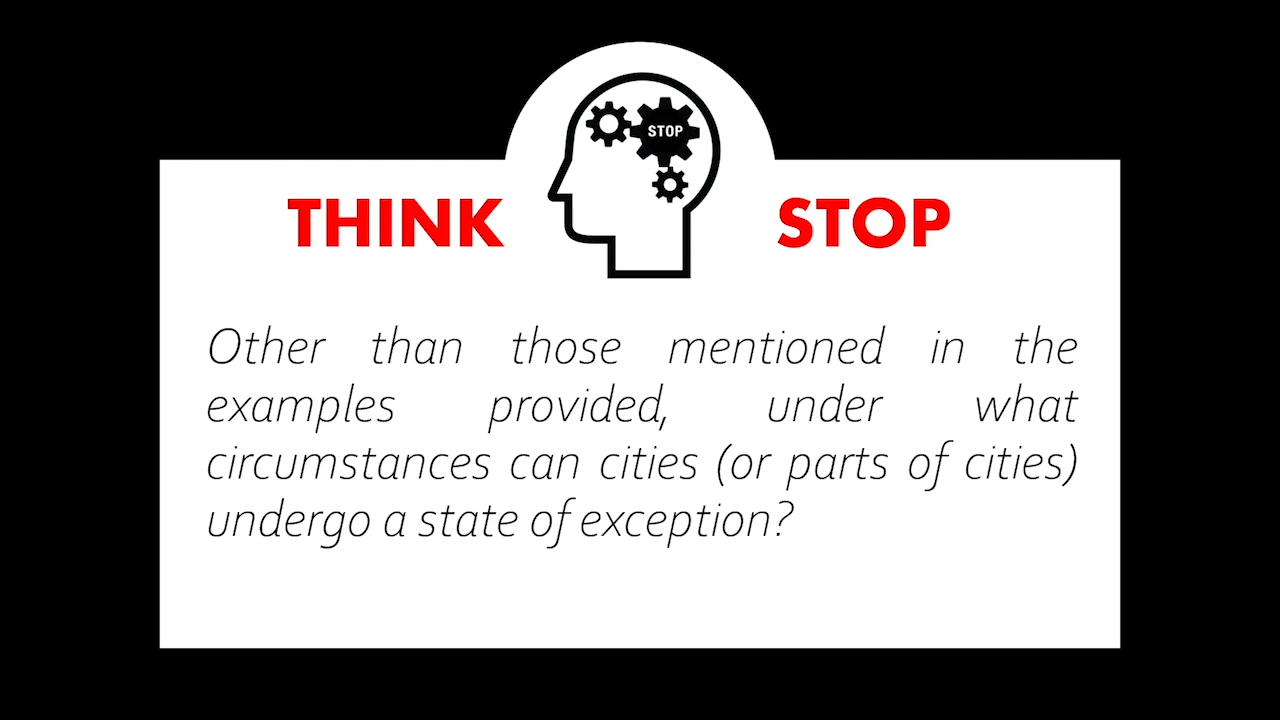 STOP
THINK STOP
Other than those mentioned in the
examples provided, under what
circumstances can cities (or parts of cities)
undergo a state of exception?